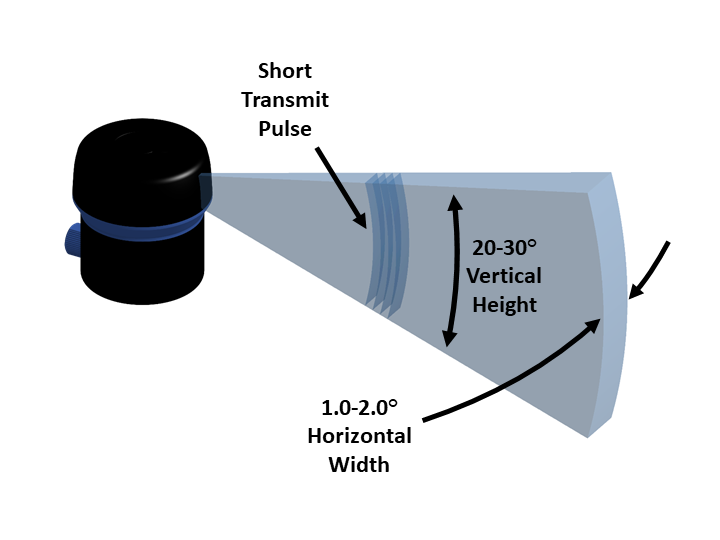 Short
Transmit
Pulse
20-30°
Vertical
Height
1.0-2.0°
Horizontal
Width